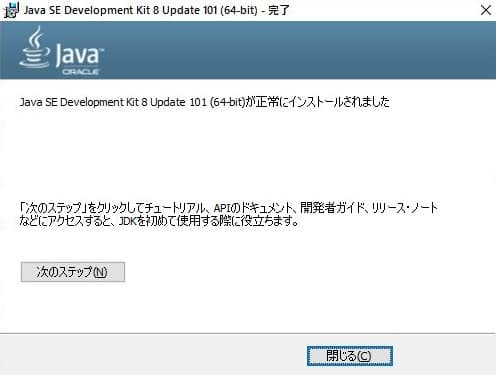 Java SE Development Kit 8 Update 101 (64-bit) - 完了
Java
ORACLE
Java SE Development Kit 8 Update 101 (64-bit)が正常にインストールされました
「次のステップ」をクリックしてチュートリアル、APIのドキュメント、開発者ガイド、リリース・ノート
などにアクセスすると、JDKを初めて使用する際に役立ちます。
次のステップ(N)
閉じる(C)